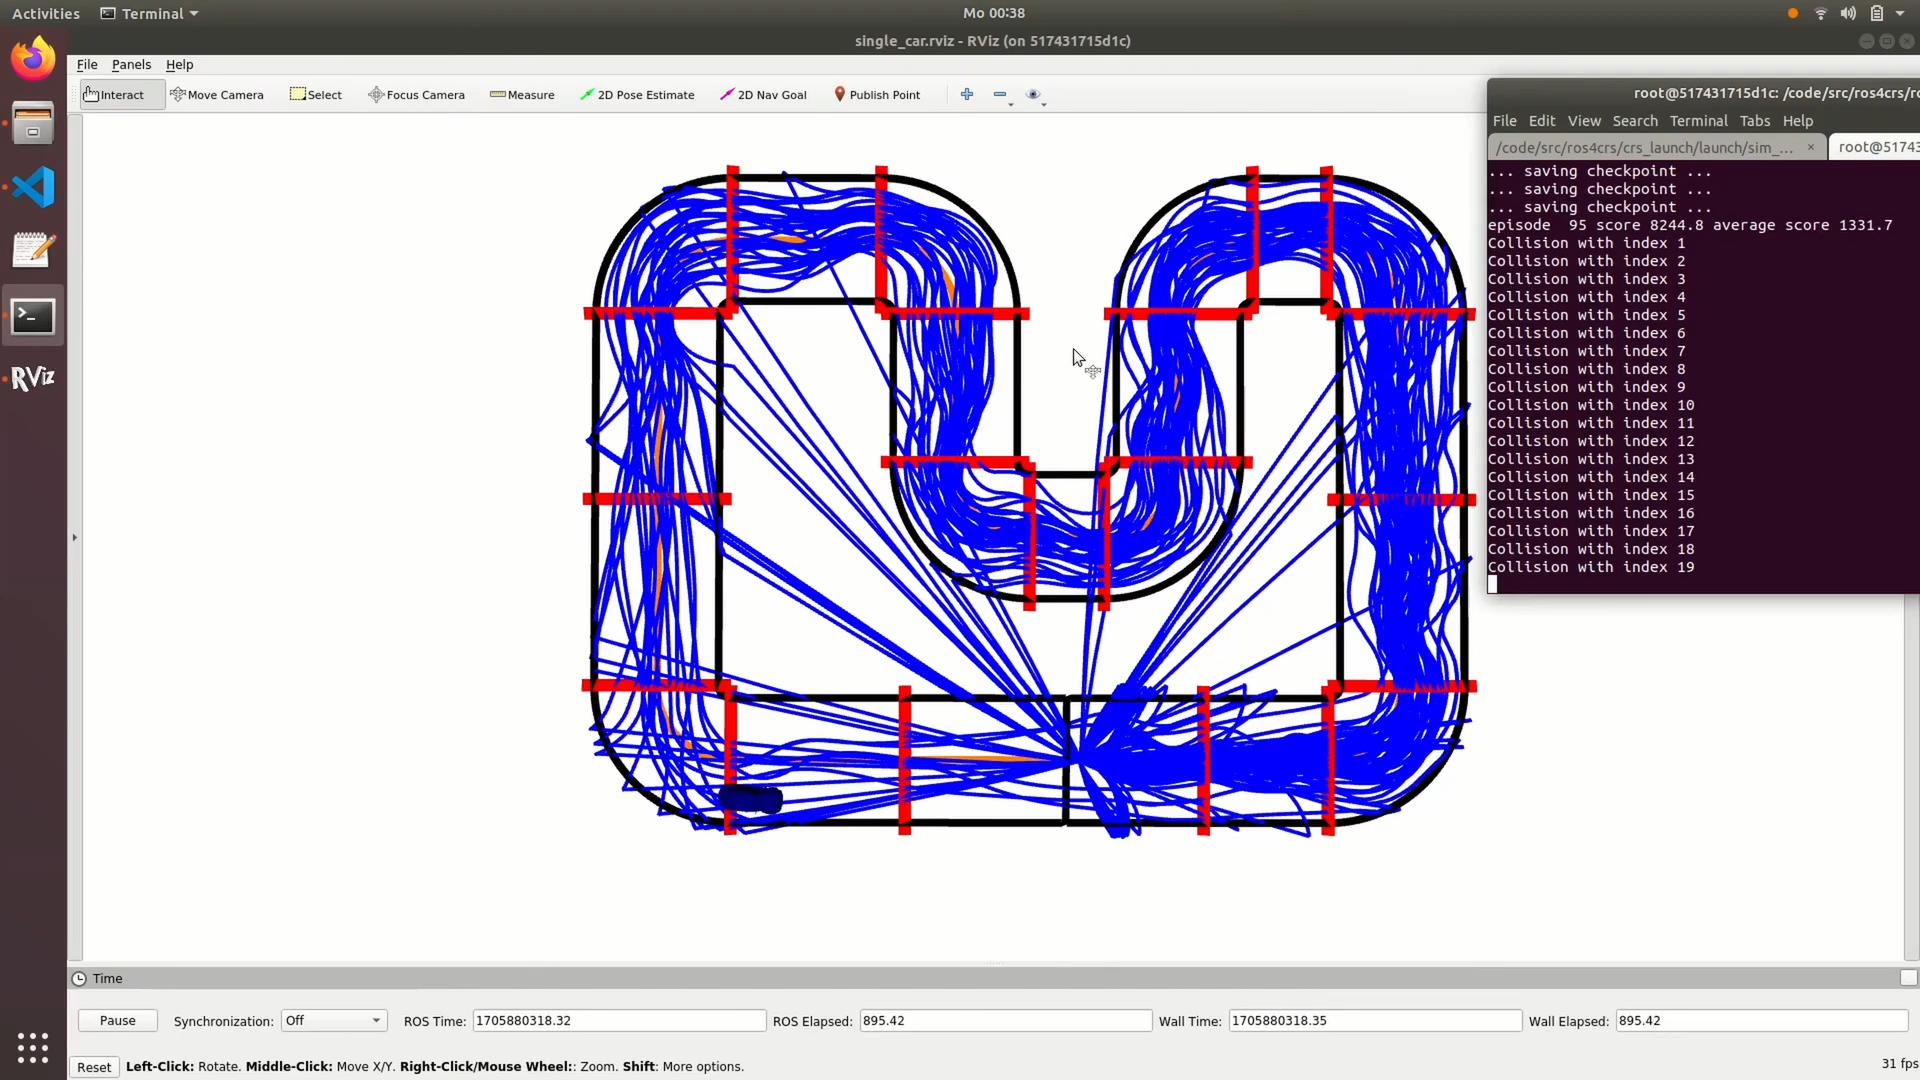 Activities
Terminal
Mo 00:38
single_car.rviz - RViz (on 517431715d1c)
File Panels Help
Interact Move Camera Select Focus Camera Measure 2D Pose Estimate 2D Nav Goal Publish Point
root@517431715d1c: /code/src/ros4crs/ro
File Edit View Search Terminal Tabs Help
/code/src/ros4crs/crs_launch/launch/sim_... × root@51743
... saving checkpoint ...
... saving checkpoint ...
... saving checkpoint ...
episode  95 score 8244.8 average score 1331.7
Collision with index 1
Collision with index 2
Collision with index 3
Collision with index 4
Collision with index 5
Collision with index 6
Collision with index 7
Collision with index 8
Collision with index 9
Collision with index 10
Collision with index 11
Collision with index 12
Collision with index 13
Collision with index 14
Collision with index 15
Collision with index 16
Collision with index 17
Collision with index 18
Collision with index 19
RViz
Time
Pause Synchronization: Off ROS Time: 1705880318.32 ROS Elapsed: 895.42 Wall Time: 1705880318.35 Wall Elapsed: 895.42
Reset Left-Click: Rotate. Middle-Click: Move X/Y. Right-Click/Mouse Wheel:: Zoom. Shift: More options. 31 fps